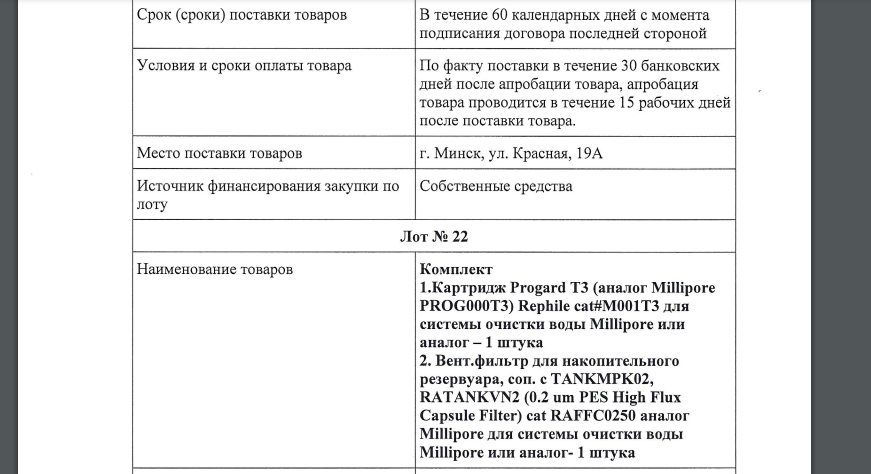 Срок (сроки) поставки товаров
В течение 60 календарных дней с момента
подписания договора последней стороной
Условия и сроки оплаты товара
По факту поставки в течение 30 банковских
дней после апробации товара, апробация
товара проводится в течение 15 рабочих дней
после поставки товара.
Место поставки товаров
г. Минск, ул. Красная, 19А
Источник финансирования закупки по
лоту
Собственные средства
Лот № 22
Наименование товаров
Комплект
1.Картридж Progard T3 (аналог Millipore
PROG000T3) Rephile cat#M001T3 для
системы очистки воды Millipore или
аналог – 1 штука
2. Вент.фильтр для накопительного
резервуара, соп. с TANKMPK02,
RATANKVN2 (0.2 um PES High Flux
Capsule Filter) cat RAFFC0250 аналог
Millipore для системы очистки воды
Millipore или аналог- 1 штука